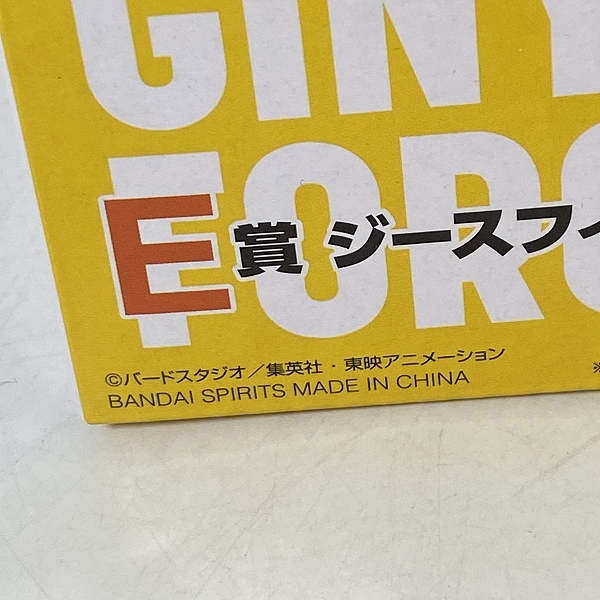 GINY
FORC
E賞 ジースフィ
©バードスタジオ／集英社・東映アニメーション
BANDAI SPIRITS MADE IN CHINA
※